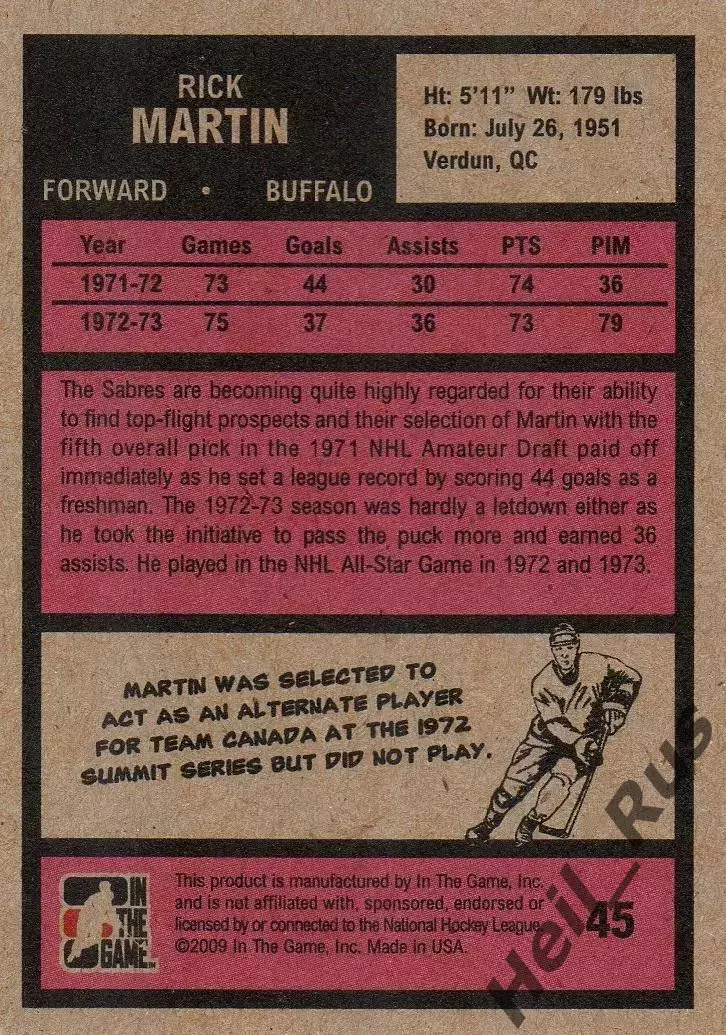 RICK
MARTIN
FORWARD • BUFFALO
Ht: 5'11" Wt: 179 lbs
Born: July 26, 1951
Verdun, QC
Year Games Goals Assists PTS PIM
1971-72 73 44 30 74 36
1972-73 75 37 36 73 79
The Sabres are becoming quite highly regarded for their ability
to find top-flight prospects and their selection of Martin with the
fifth overall pick in the 1971 NHL Amateur Draft paid off
immediately as he set a league record by scoring 44 goals as a
freshman. The 1972-73 season was hardly a letdown either as
he took the initiative to pass the puck more and earned 36
assists. He played in the NHL All-Star Game in 1972 and 1973.
MARTIN WAS SELECTED TO
ACT AS AN ALTERNATE PLAYER
FOR TEAM CANADA AT THE 1972
SUMMIT SERIES BUT DID NOT PLAY.
IN
THE
GAME™
This product is manufactured by In The Game, Inc.
and is not affiliated with, sponsored, endorsed or
licensed by or connected to the National Hockey League.
©2009 In The Game, Inc. Made in USA.
45
Heil_Rus